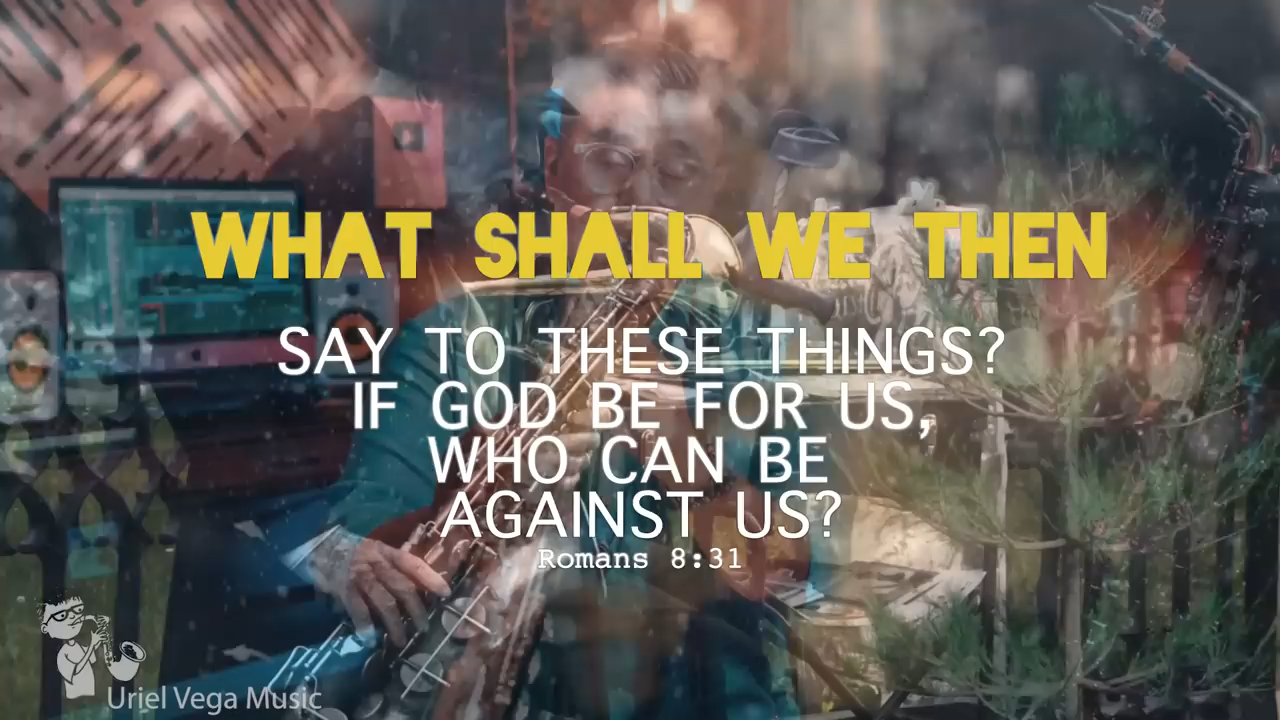 WHAT SHALL WE THEN
SAY TO THESE THINGS?
IF GOD BE FOR US,
WHO CAN BE
AGAINST US?
Romans 8:31
Uriel Vega Music